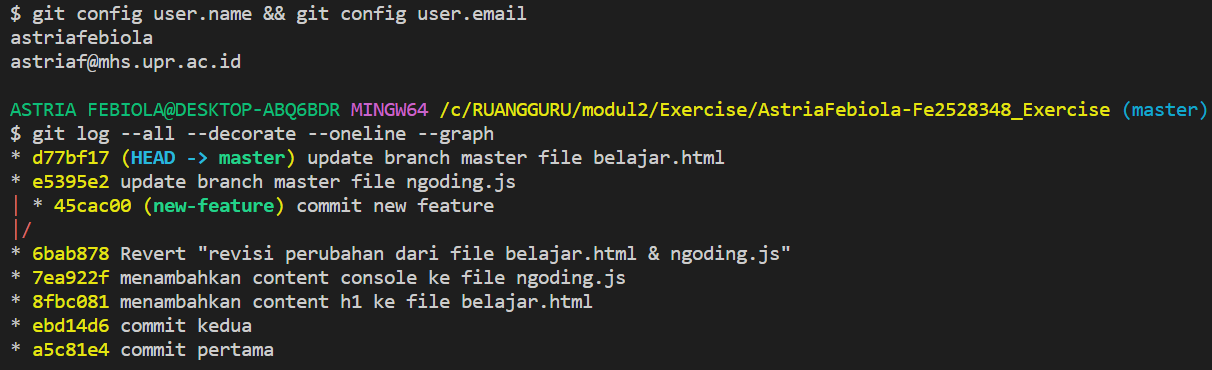 $ git config user.name && git config user.email
astriafebiola
astriaf@mhs.upr.ac.id
ASTRIA FEBIOLA@DESKTOP-ABQ6BDR MINGW64 /c/RUANGGURU/modul2/Exercise/AstriaFebiola-Fe2528348_Exercise (master)
$ git log --all --decorate --oneline --graph
* d77bf17 (HEAD -> master) update branch master file belajar.html
* e5395e2 update branch master file ngoding.js
| * 45cac00 (new-feature) commit new feature
|/
* 6bab878 Revert "revisi perubahan dari file belajar.html & ngoding.js"
* 7ea922f menambahkan content console ke file ngoding.js
* 8fbc081 menambahkan content h1 ke file belajar.html
* ebd14d6 commit kedua
* a5c81e4 commit pertama